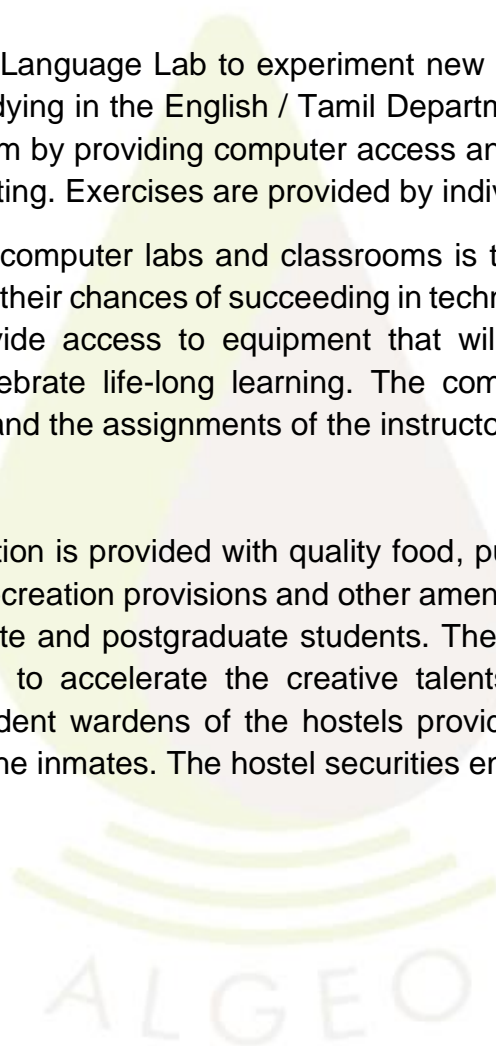 Language Lab to experiment new
dying in the English / Tamil Departm
m by providing computer access an
ting. Exercises are provided by indiv
computer labs and classrooms is t
their chances of succeeding in techn
vide access to equipment that wil
ebrate life-long learning. The com
and the assignments of the instructo
tion is provided with quality food, pu
creation provisions and other amen
te and postgraduate students. The
to accelerate the creative talents
dent wardens of the hostels provid
he inmates. The hostel securities en
ALGEO